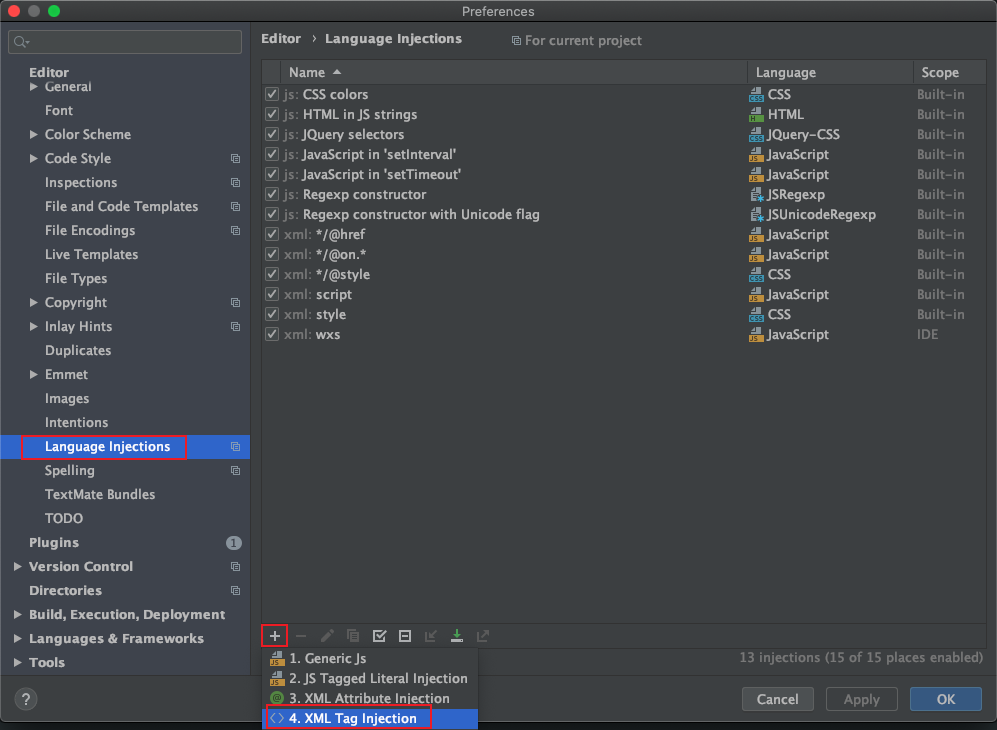 Preferences
Editor
General
Font
Color Scheme
Code Style
Inspections
File and Code Templates
File Encodings
Live Templates
File Types
Copyright
Inlay Hints
Duplicates
Emmet
Images
Intentions
Language Injections
Spelling
TextMate Bundles
TODO
Plugins 1
Version Control
Directories
Build, Execution, Deployment
Languages & Frameworks
Tools
?
Editor › Language Injections For current project
Name Language Scope
js: CSS colors CSS Built-in
js: HTML in JS strings HTML Built-in
js: JQuery selectors JQuery-CSS Built-in
js: JavaScript in 'setInterval' JavaScript Built-in
js: JavaScript in 'setTimeout' JavaScript Built-in
js: Regexp constructor JSRegexp Built-in
js: Regexp constructor with Unicode flag JSUnicodeRegexp Built-in
xml: */@href JavaScript Built-in
xml: */@on.* JavaScript Built-in
xml: */@style CSS Built-in
xml: script JavaScript Built-in
xml: style CSS Built-in
xml: wxs JavaScript IDE
13 injections (15 of 15 places enabled)
1. Generic Js
2. JS Tagged Literal Injection
3. XML Attribute Injection
4. XML Tag Injection
Cancel Apply OK